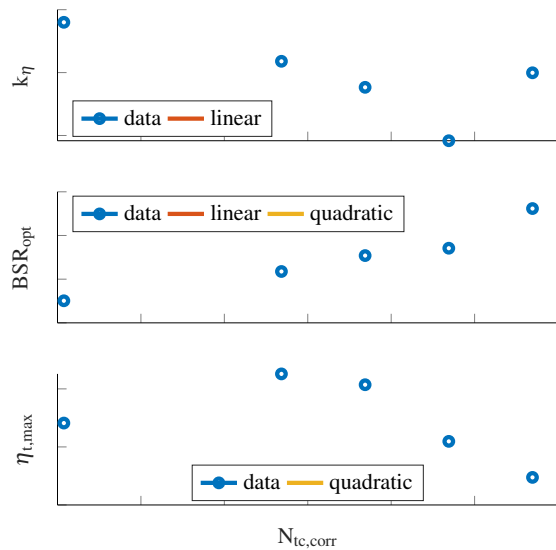 kη
data linear
BSRopt
data linear quadratic
ηt,max
data quadratic
Ntc,corr